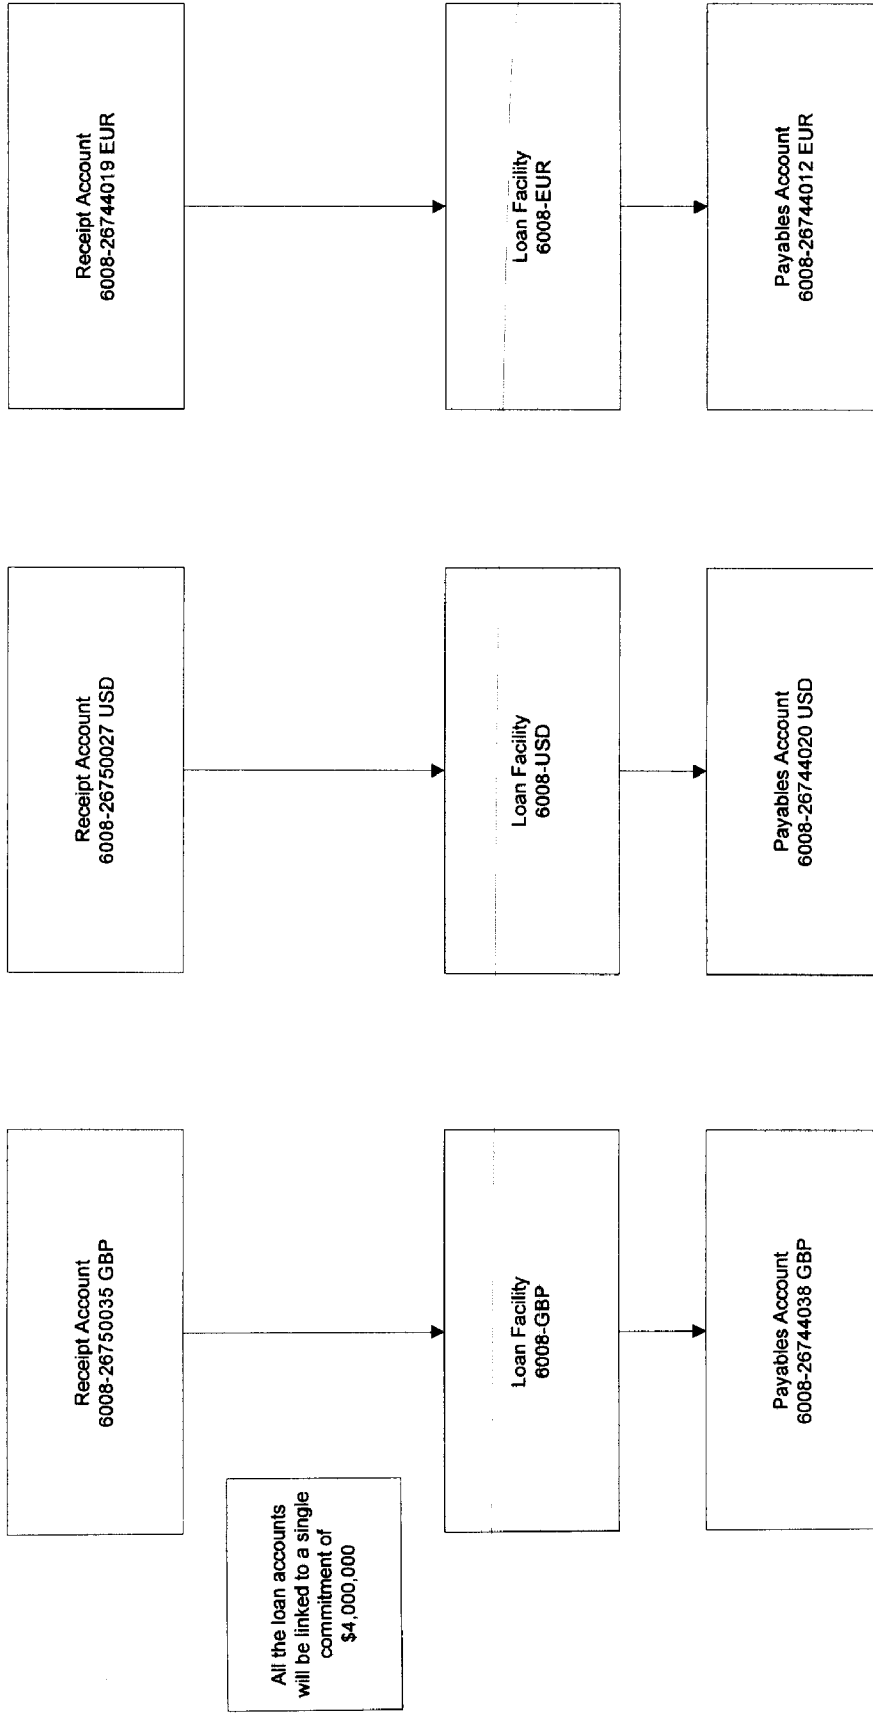 Receipt Account
6008-26750035 GBP
Receipt Account
6008-26750027 USD
Receipt Account
6008-26744019 EUR
All the loan accounts
will be linked to a single
commitment of
$4,000,000
Loan Facility
6008-GBP
Loan Facility
6008-USD
Loan Facility
6008-EUR
Payables Account
6008-26744038 GBP
Payables Account
6008-26744020 USD
Payables Account
6008-26744012 EUR